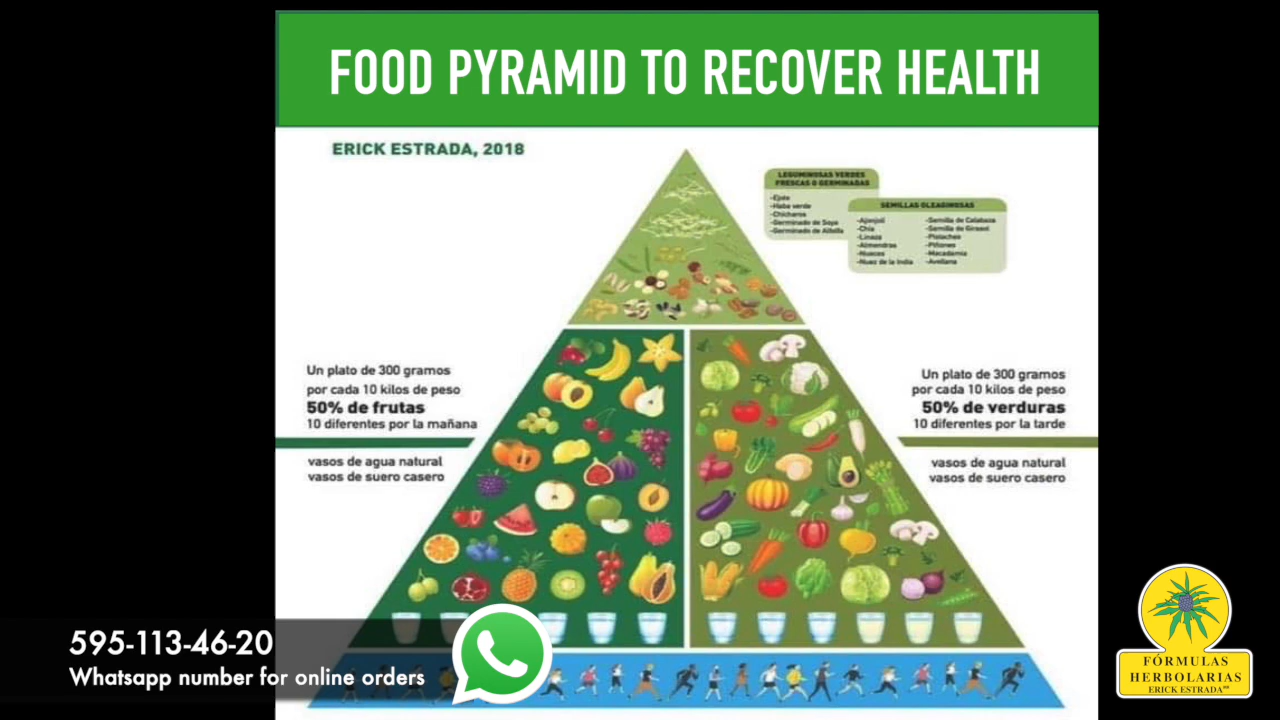 FOOD PYRAMID TO RECOVER HEALTH
ERICK ESTRADA, 2018
LEGUMINOSAS VERDES
FRESCAS O GERMINADAS
-Ejote
-Haba verde
-Chícharos
-Germinado de Soya
-Germinado de Alfalfa
SEMILLAS OLEAGINOSAS
-Ajonjolí
-Chía
-Linaza
-Almendras
-Nueces
-Nuez de la India
-Semilla de Calabaza
-Semilla de Girasol
-Pistaches
-Piñones
-Macadamia
-Avellana
Un plato de 300 gramos
por cada 10 kilos de peso
50% de frutas
10 diferentes por la mañana
vasos de agua natural
vasos de suero casero
Un plato de 300 gramos
por cada 10 kilos de peso
50% de verduras
10 diferentes por la tarde
vasos de agua natural
vasos de suero casero
595-113-46-20
Whatsapp number for online orders
FÓRMULAS
HERBOLARIAS
ERICK ESTRADA MR